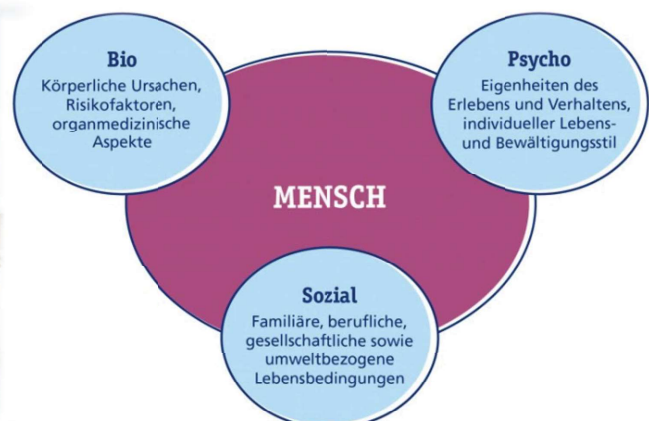 Bio
Körperliche Ursachen,
Risikofaktoren,
organmedizinische
Aspekte
Psycho
Eigenheiten des
Erlebens und Verhaltens,
individueller Lebens-
und Bewältigungsstil
MENSCH
Sozial
Familiäre, berufliche,
gesellschaftliche sowie
umweltbezogene
Lebensbedingungen